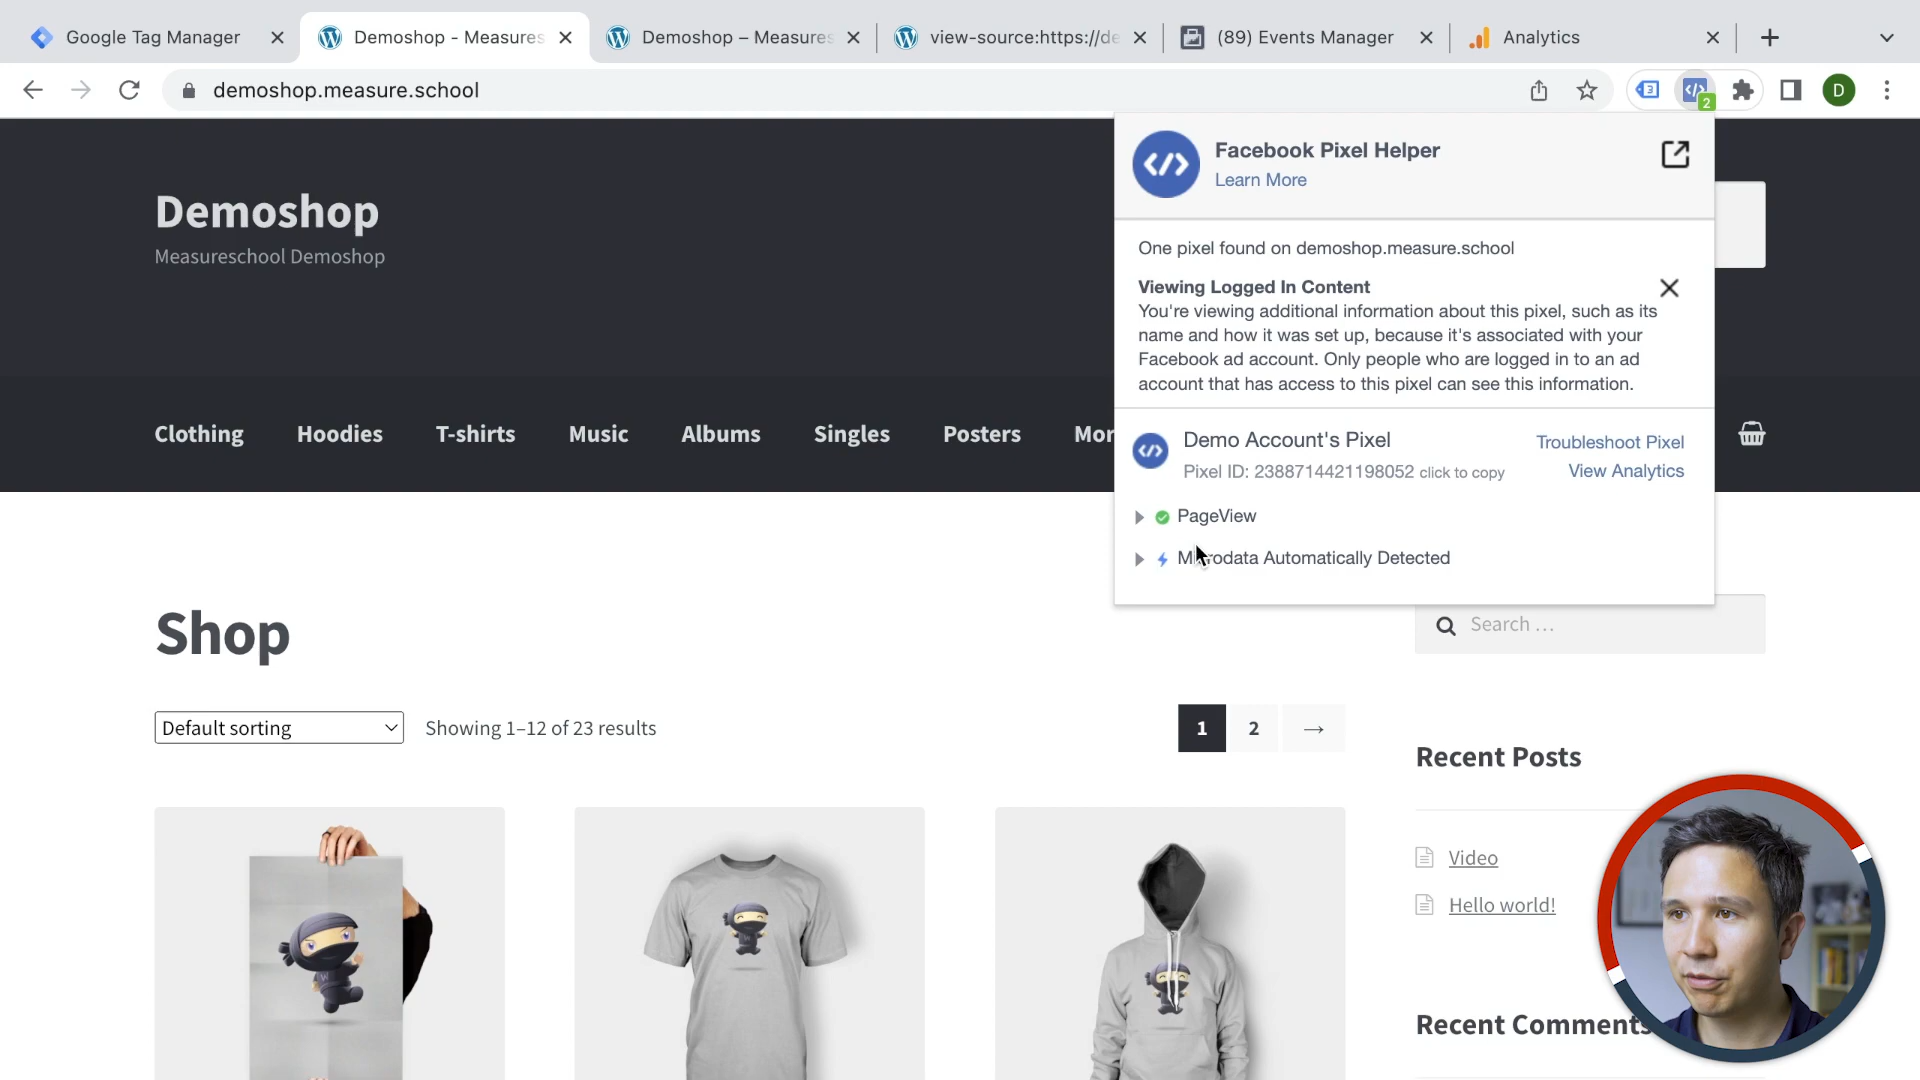 Google Tag Manager
Demoshop - Measures
Demoshop – Measures
view-source:https://de
(89) Events Manager
Analytics
demoshop.measure.school
3
2
D
Facebook Pixel Helper
Learn More
Demoshop
Measureschool Demoshop
One pixel found on demoshop.measure.school
Viewing Logged In Content
You're viewing additional information about this pixel, such as its
name and how it was set up, because it's associated with your
Facebook ad account. Only people who are logged in to an ad
account that has access to this pixel can see this information.
Clothing Hoodies T-shirts Music Albums Singles Posters Mor
Demo Account's Pixel
Troubleshoot Pixel
Pixel ID: 2388714421198052 click to copy
View Analytics
PageView
Microdata Automatically Detected
Shop
Search …
Default sorting
Showing 1–12 of 23 results
1 2 →
Recent Posts
Video
Hello world!
Recent Comments